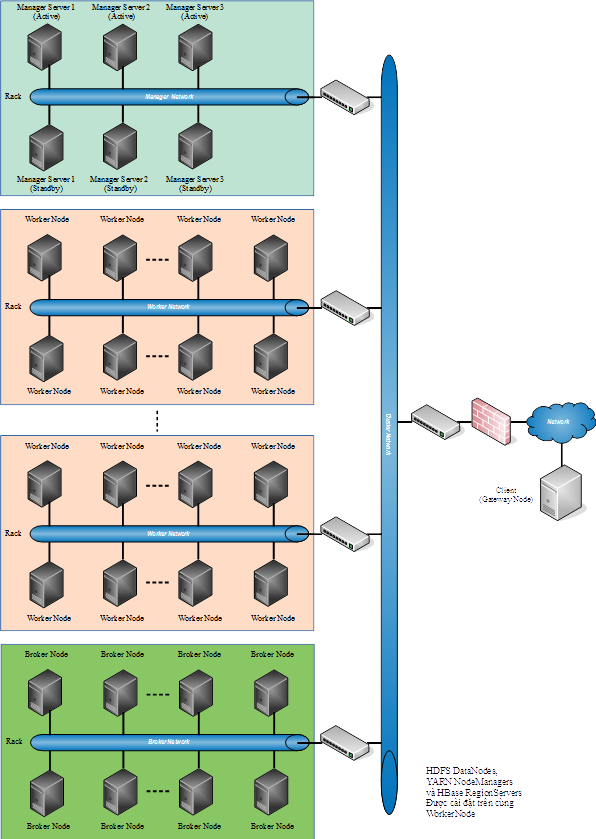 Manager Server 1 Manager Server 2 Manager Server 3
(Active) (Active) (Active)
Rack
Manager Network
Manager Server 1 Manager Server 2 Manager Server 3
(Standby) (Standby) (Standby)
Worker Node Worker Node Worker Node Worker Node
Rack
Worker Network
Worker Node Worker Node Worker Node Worker Node
Worker Node Worker Node Worker Node Worker Node
Rack
Worker Network
Worker Node Worker Node Worker Node Worker Node
Broker Node Broker Node Broker Node Broker Node
Rack
Broker Network
Broker Node Broker Node Broker Node Broker Node
Cluster Network
Network
Client
(Gateway Node)
HDFS DataNodes,
YARN NodeManagers
và HBase RegionServers
Được cài đặt trên cùng
WorkerNode